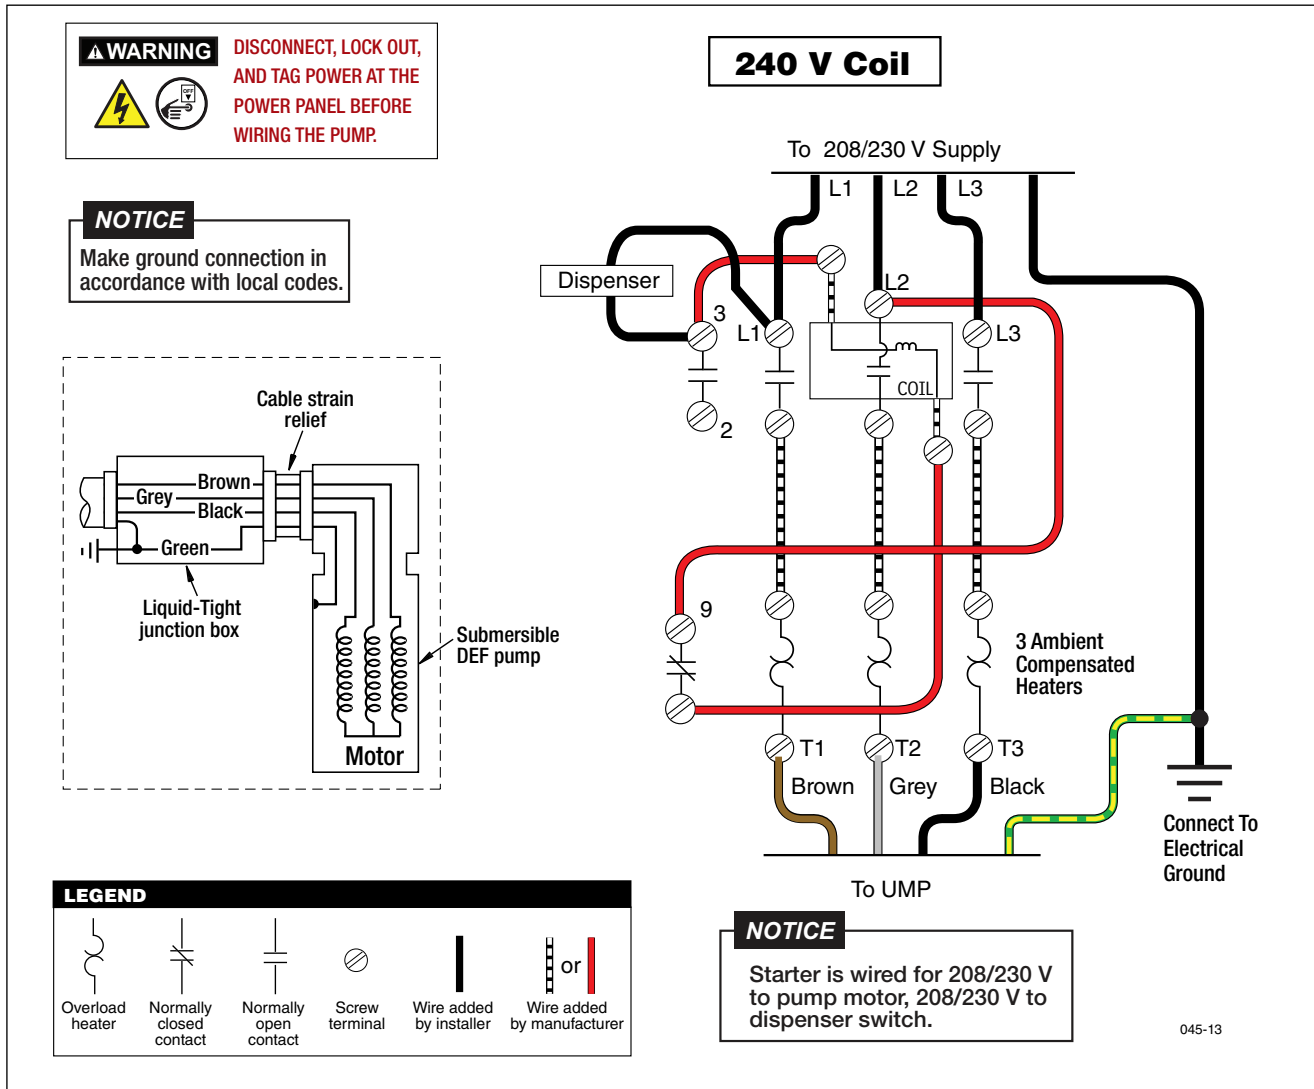 WARNING
DISCONNECT, LOCK OUT,
AND TAG POWER AT THE
POWER PANEL BEFORE
WIRING THE PUMP.
OFF
240 V Coil
NOTICE
Make ground connection in
accordance with local codes.
To 208/230 V Supply
L1
L2
L3
Dispenser
3
L1
L2
L3
COIL
2
9
3 Ambient
Compensated
Heaters
T1
T2
T3
Brown
Grey
Black
To UMP
Connect To
Electrical
Ground
Cable strain
relief
Brown
Grey
Black
Green
Liquid-Tight
junction box
Submersible
DEF pump
Motor
LEGEND
Overload
heater
Normally
closed
contact
Normally
open
contact
Screw
terminal
Wire added
by installer
or
Wire added
by manufacturer
NOTICE
Starter is wired for 208/230 V
to pump motor, 208/230 V to
dispenser switch.
045-13